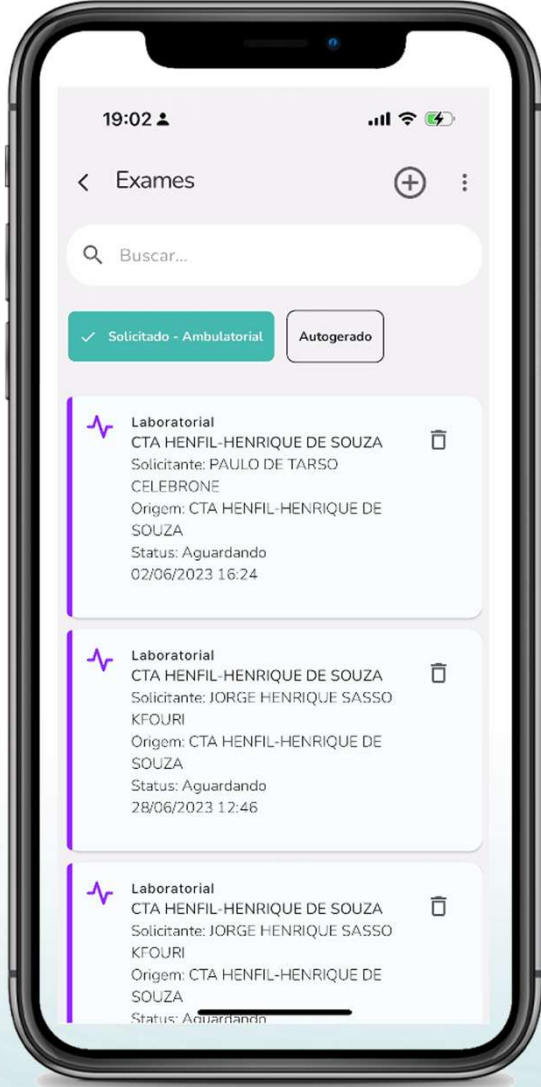 19:02
Exames
Buscar...
Solicitado - Ambulatorial
Autogerado
Laboratorial
CTA HENFIL-HENRIQUE DE SOUZA
Solicitante: PAULO DE TARSO
CELEBRONE
Origem: CTA HENFIL-HENRIQUE DE
SOUZA
Status: Aguardando
02/06/2023 16:24
Laboratorial
CTA HENFIL-HENRIQUE DE SOUZA
Solicitante: JORGE HENRIQUE SASSO
KFOURI
Origem: CTA HENFIL-HENRIQUE DE
SOUZA
Status: Aguardando
28/06/2023 12:46
Laboratorial
CTA HENFIL-HENRIQUE DE SOUZA
Solicitante: JORGE HENRIQUE SASSO
KFOURI
Origem: CTA HENFIL-HENRIQUE DE
SOUZA
Status: Aguardando